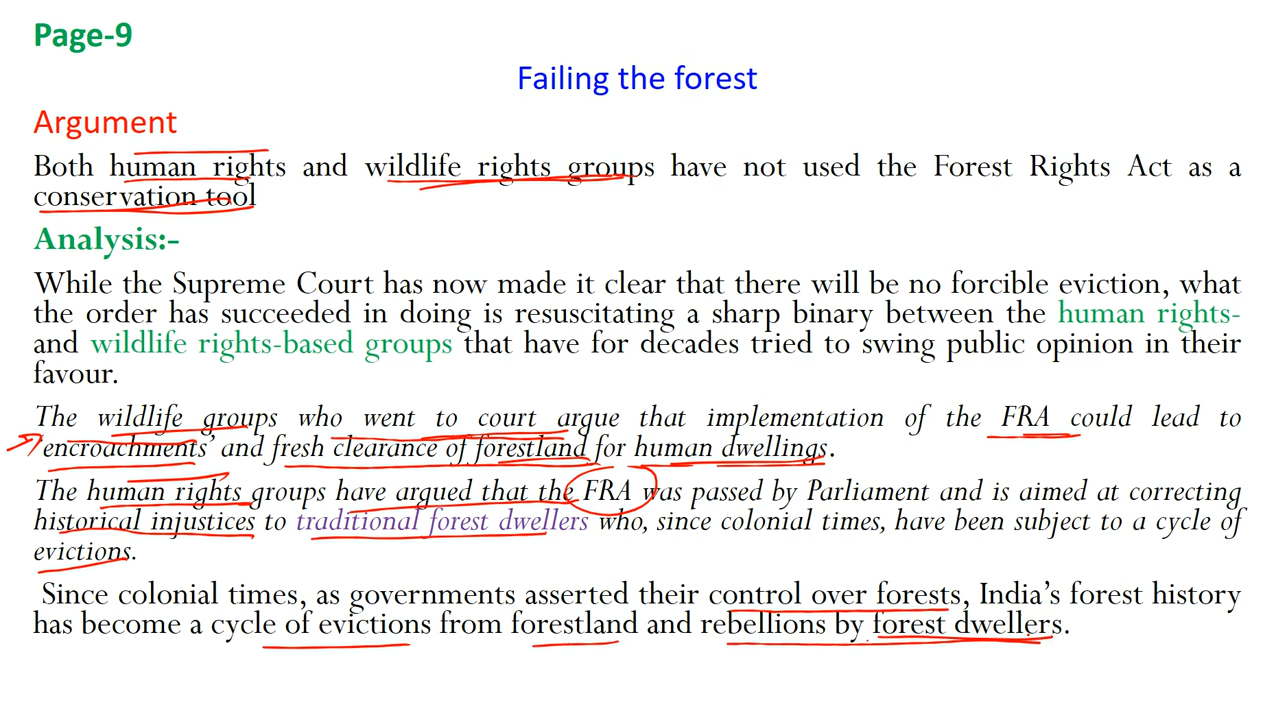 Page-9
Failing the forest
Argument
Both human rights and wildlife rights groups have not used the Forest Rights Act as a
conservation tool
Analysis:-
While the Supreme Court has now made it clear that there will be no forcible eviction, what
the order has succeeded in doing is resuscitating a sharp binary between the human rights-
and wildlife rights-based groups that have for decades tried to swing public opinion in their
favour.
The wildlife groups who went to court argue that implementation of the FRA could lead to
‘encroachments’ and fresh clearance of forestland for human dwellings.
The human rights groups have argued that the FRA was passed by Parliament and is aimed at correcting
historical injustices to traditional forest dwellers who, since colonial times, have been subject to a cycle of
evictions.
Since colonial times, as governments asserted their control over forests, India’s forest history
has become a cycle of evictions from forestland and rebellions by forest dwellers.